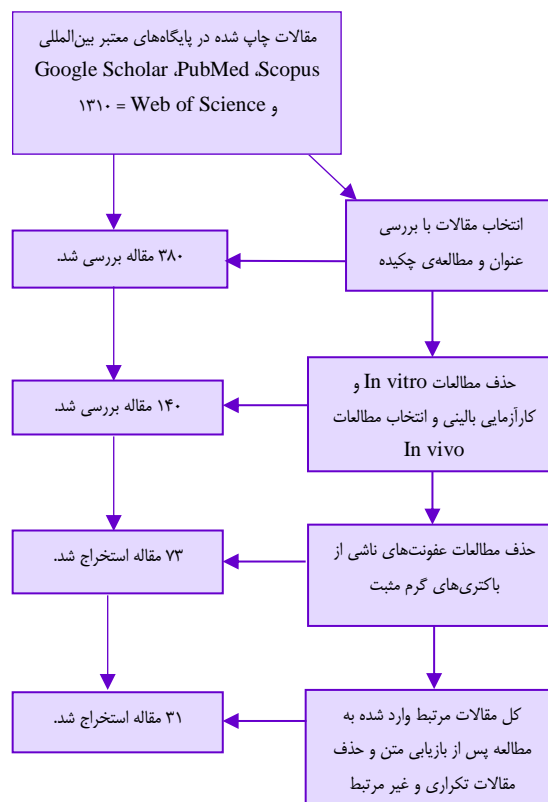 مقالات چاپ شده در پایگاه‌های معتبر بین‌المللی
Google Scholar ،PubMed ،Scopus
و Web of Science = ۱۳۱۰
انتخاب مقالات با بررسی
عنوان و مطالعه‌ی چکیده
۳۸۰ مقاله بررسی شد.
حذف مطالعات In vitro و
کارآزمایی بالینی و انتخاب مطالعات
In vivo
۱۴۰ مقاله بررسی شد.
حذف مطالعات عفونت‌های ناشی از
باکتری‌های گرم مثبت
۷۳ مقاله استخراج شد.
کل مقالات مرتبط وارد شده به
مطالعه پس از بازیابی متن و حذف
مقالات تکراری و غیر مرتبط
۳۱ مقاله استخراج شد.